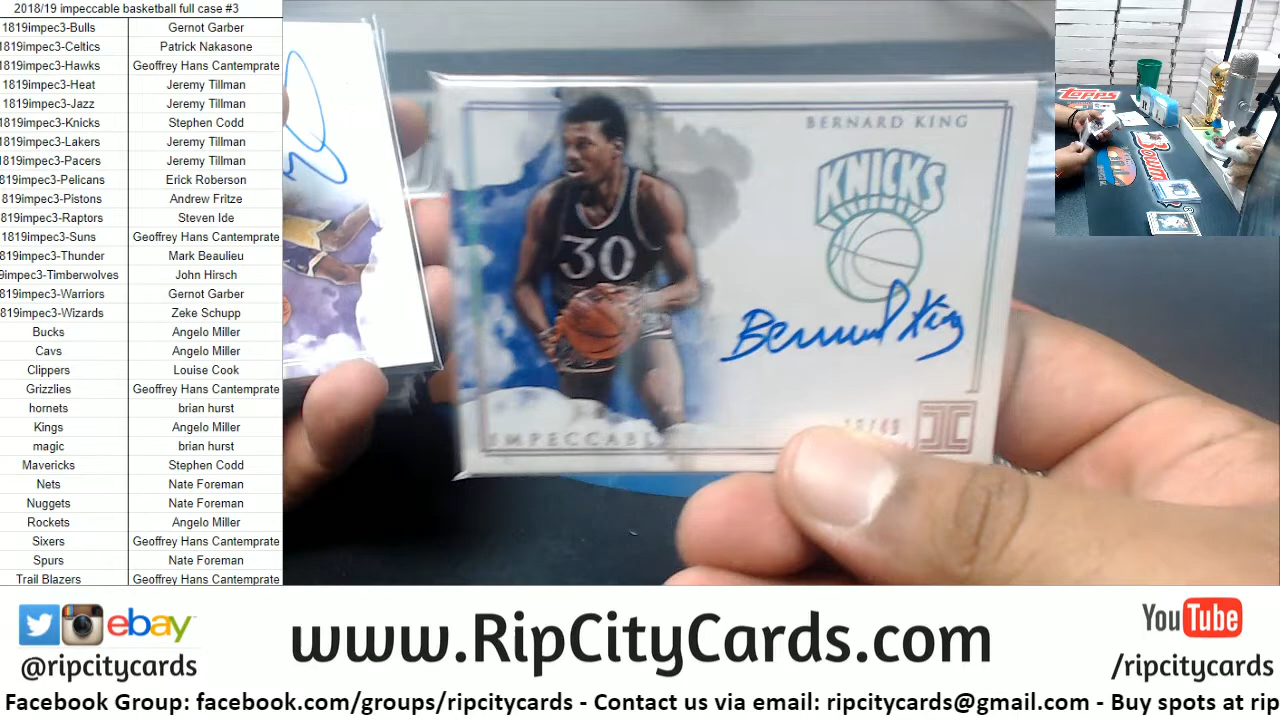 2018/19 impeccable basketball full case #3
1819impec3-Bulls Gernot Garber
1819impec3-Celtics Patrick Nakasone
1819impec3-Hawks Geoffrey Hans Cantemprate
1819impec3-Heat Jeremy Tillman
1819impec3-Jazz Jeremy Tillman
1819impec3-Knicks Stephen Codd
1819impec3-Lakers Jeremy Tillman
1819impec3-Pacers Jeremy Tillman
819impec3-Pelicans Erick Roberson
819impec3-Pistons Andrew Fritze
819impec3-Raptors Steven Ide
1819impec3-Suns Geoffrey Hans Cantemprate
819impec3-Thunder Mark Beaulieu
9impec3-Timberwolves John Hirsch
819impec3-Warriors Gernot Garber
819impec3-Wizards Zeke Schupp
Bucks Angelo Miller
Cavs Angelo Miller
Clippers Louise Cook
Grizzlies Geoffrey Hans Cantemprate
hornets brian hurst
Kings Angelo Miller
magic brian hurst
Mavericks Stephen Codd
Nets Nate Foreman
Nuggets Nate Foreman
Rockets Angelo Miller
Sixers Geoffrey Hans Cantemprate
Spurs Nate Foreman
Trail Blazers Geoffrey Hans Cantemprate
BERNARD KING
KNICKS
30
Bernard King
IMPECCABL
Topps
ebay
@ripcitycards
www.RipCityCards.com
YouTube
/ripcitycards
Facebook Group: facebook.com/groups/ripcitycards - Contact us via email: ripcitycards@gmail.com - Buy spots at rip